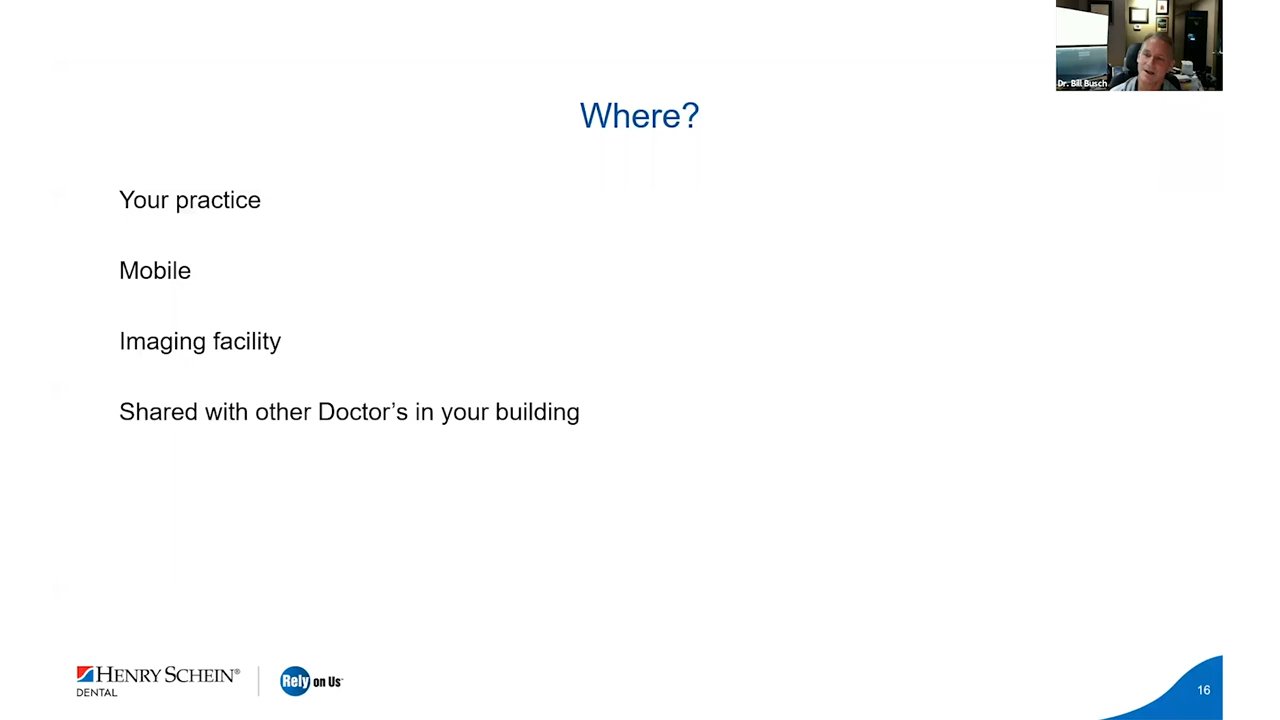 Dr. Bill Busch
Where?
Your practice
Mobile
Imaging facility
Shared with other Doctor’s in your building
HENRY SCHEIN®
DENTAL
Rely on Us™
16